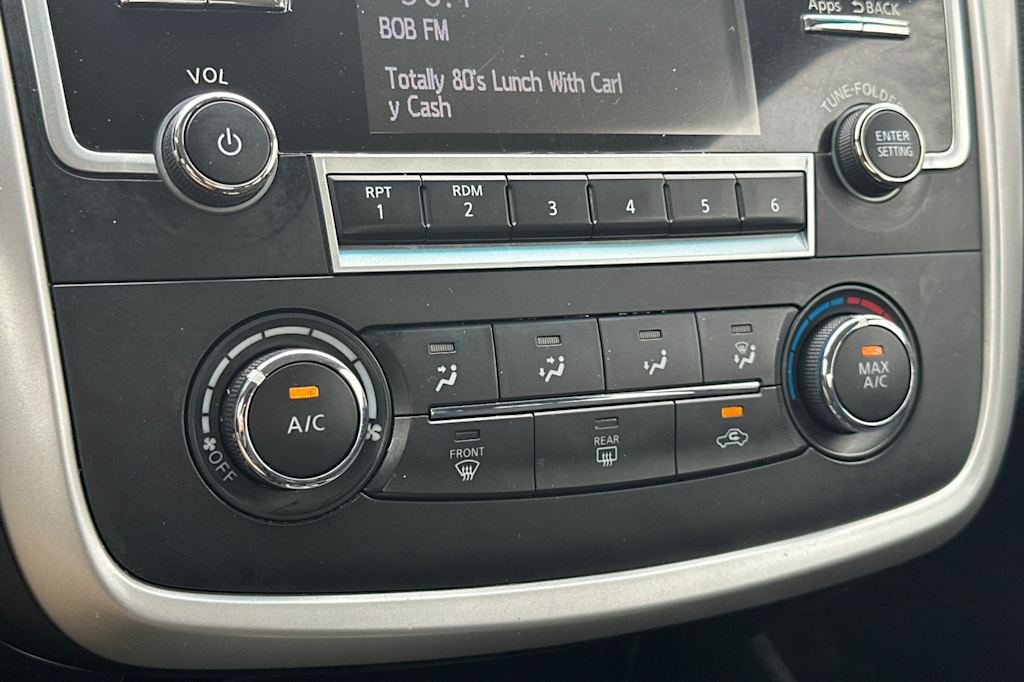 BOB FM
Totally 80's Lunch With Carl
y Cash
Apps BACK
VOL
TUNE·FOLDER
ENTER
SETTING
RPT
1
RDM
2
3
4
5
6
A/C
OFF
MAX
A/C
FRONT
REAR